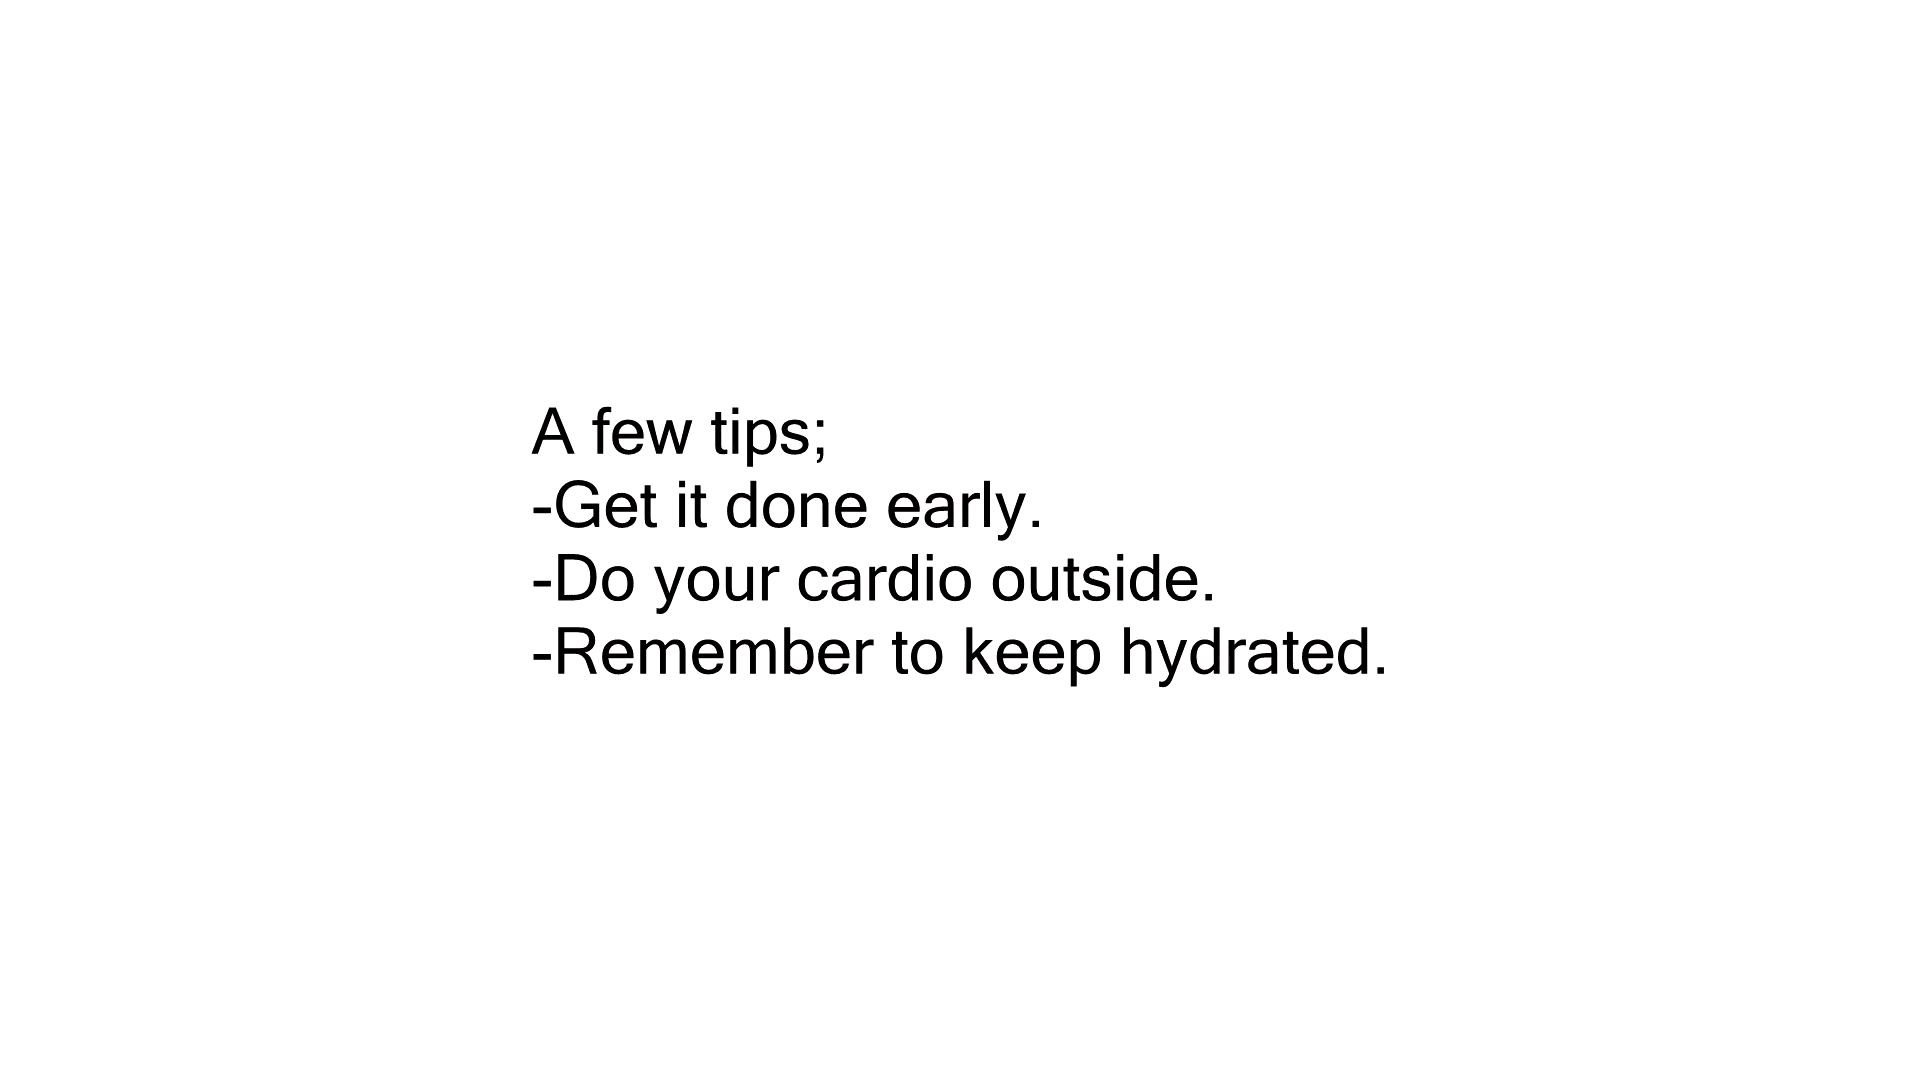 A few tips;
-Get it done early.
-Do your cardio outside.
-Remember to keep hydrated.